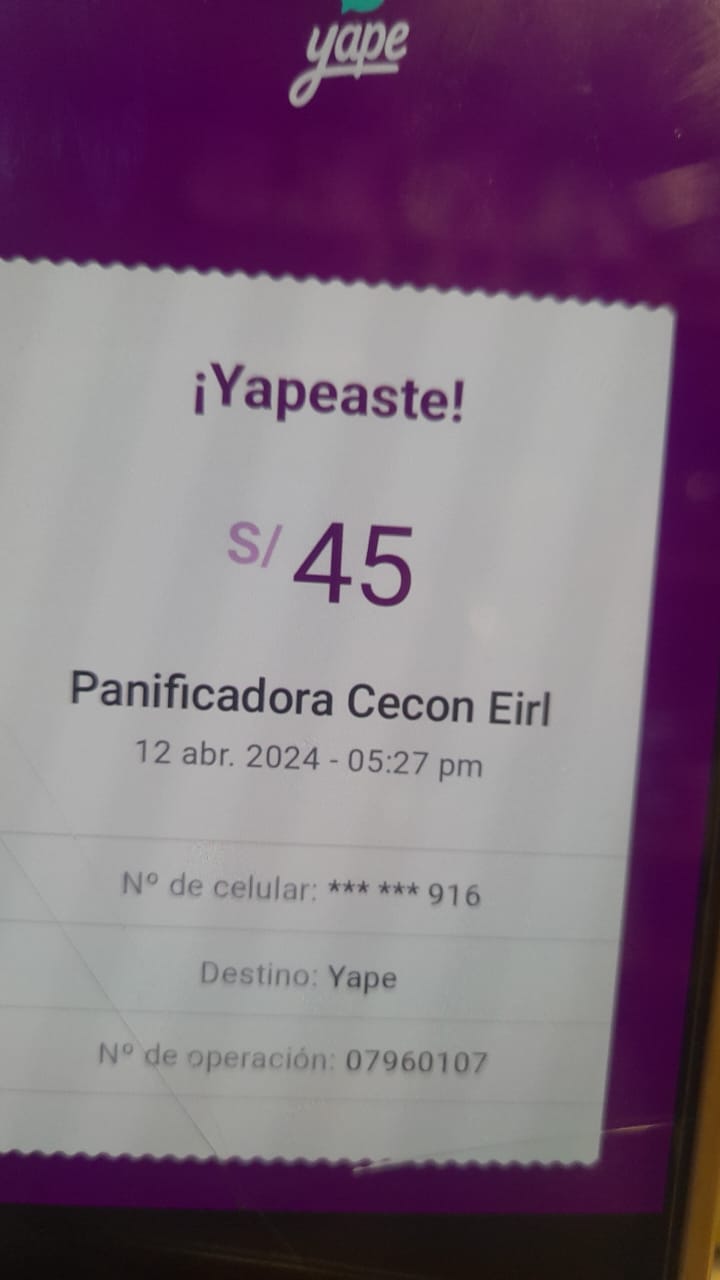 yape
¡Yapeaste!
S/ 45
Panificadora Cecon Eirl
12 abr. 2024 - 05:27 pm
Nº de celular: *** *** 916
Destino: Yape
Nº de operación: 07960107